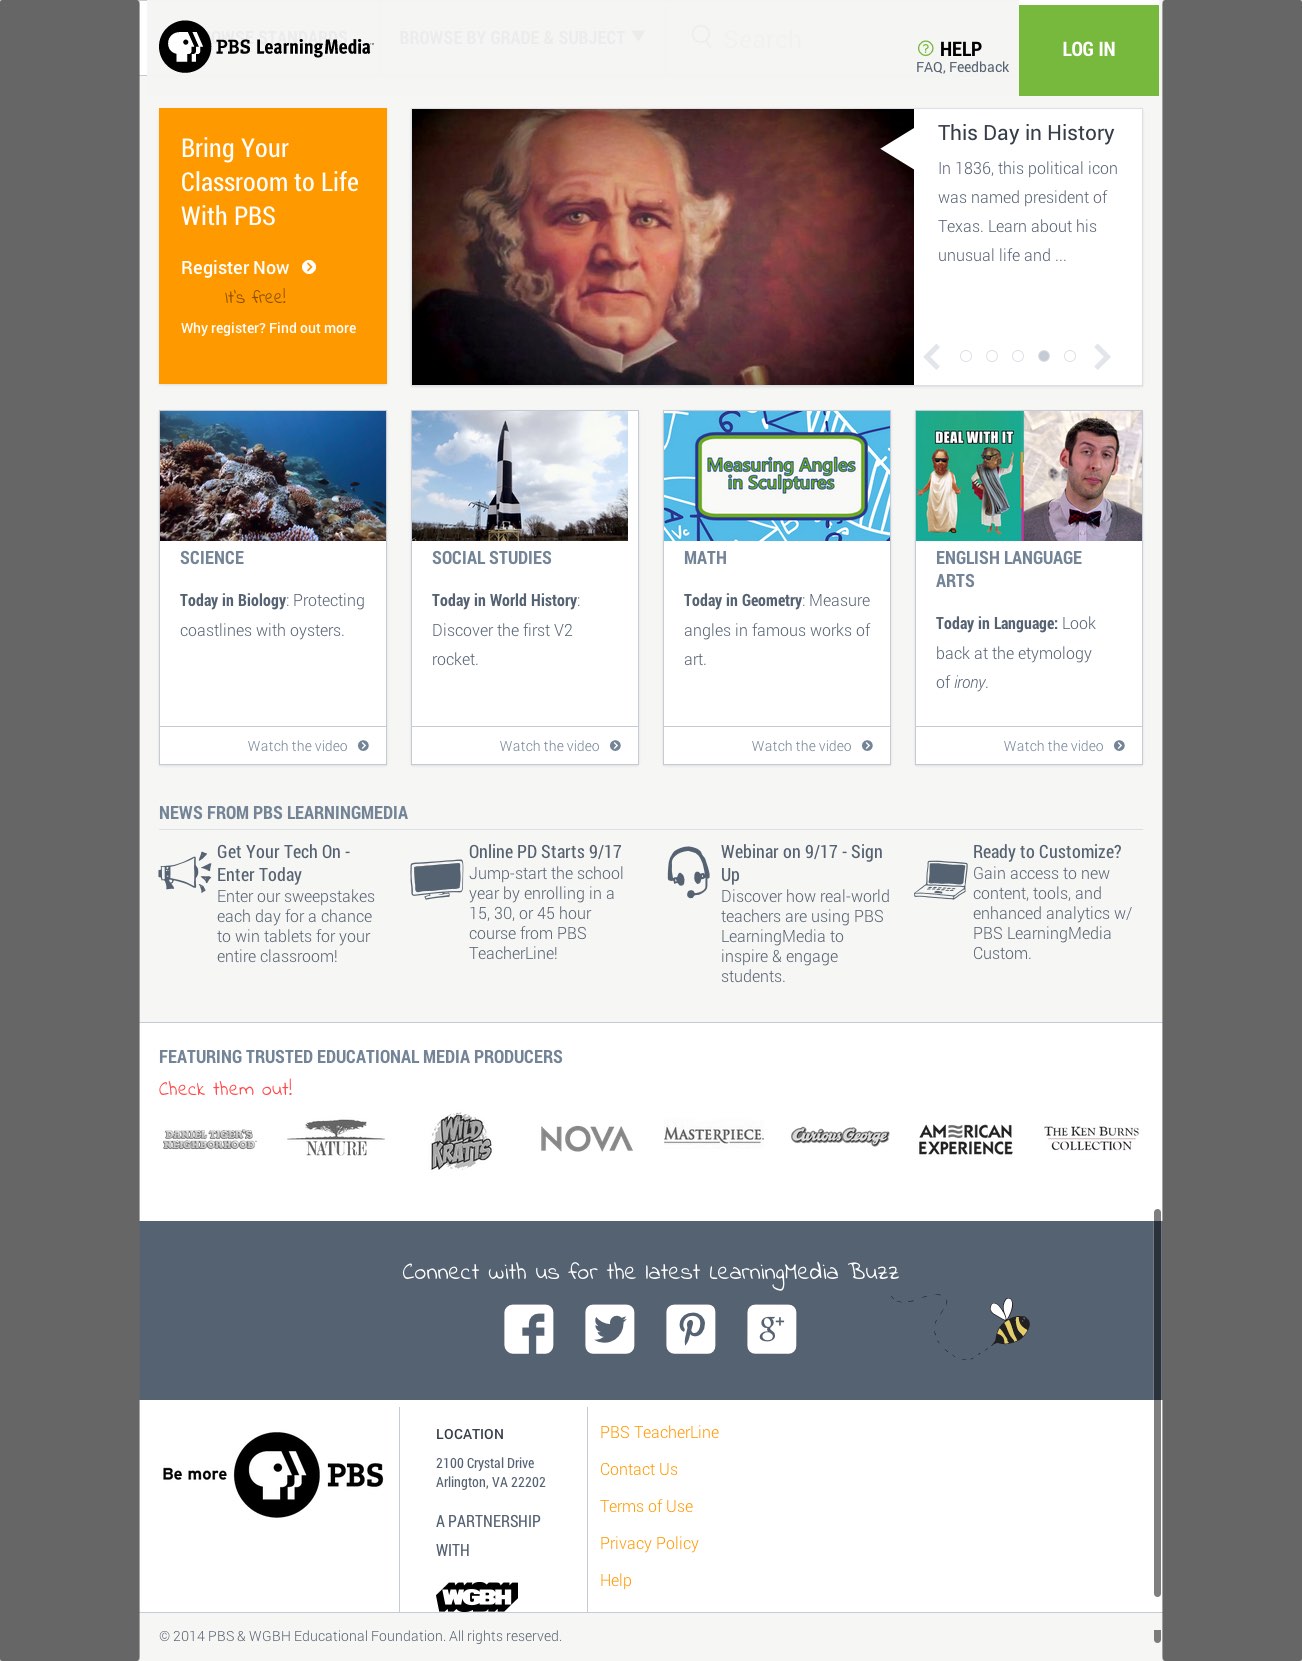 BROWSE STANDARDS
BROWSE BY GRADE & SUBJECT
Search
PBS LearningMedia
HELP
FAQ, Feedback
LOG IN
Bring Your
Classroom to Life
With PBS
Register Now
It's free!
Why register? Find out more
This Day in History
In 1836, this political icon
was named president of
Texas. Learn about his
unusual life and ...
DEAL WITH IT
Measuring Angles
in Sculptures
SCIENCE
Today in Biology: Protecting
coastlines with oysters.
Watch the video
SOCIAL STUDIES
Today in World History:
Discover the first V2
rocket.
Watch the video
MATH
Today in Geometry: Measure
angles in famous works of
art.
Watch the video
ENGLISH LANGUAGE
ARTS
Today in Language: Look
back at the etymology
of irony.
Watch the video
NEWS FROM PBS LEARNINGMEDIA
Get Your Tech On -
Enter Today
Enter our sweepstakes
each day for a chance
to win tablets for your
entire classroom!
Online PD Starts 9/17
Jump-start the school
year by enrolling in a
15, 30, or 45 hour
course from PBS
TeacherLine!
Webinar on 9/17 - Sign
Up
Discover how real-world
teachers are using PBS
LearningMedia to
inspire & engage
students.
Ready to Customize?
Gain access to new
content, tools, and
enhanced analytics w/
PBS LearningMedia
Custom.
FEATURING TRUSTED EDUCATIONAL MEDIA PRODUCERS
Check them out!
DANIEL TIGER'S
NEIGHBORHOOD
NATURE
WILD
KRATTS
NOVA
MASTERPIECE.
Curious George
AMERICAN
EXPERIENCE
THE KEN BURNS
COLLECTION
Connect with us for the latest LearningMedia Buzz
g+
Be more PBS
LOCATION
2100 Crystal Drive
Arlington, VA 22202
A PARTNERSHIP
WITH
WGBH
PBS TeacherLine
Contact Us
Terms of Use
Privacy Policy
Help
© 2014 PBS & WGBH Educational Foundation. All rights reserved.